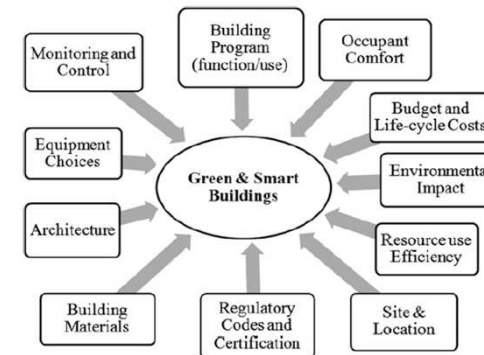 Building
Program
(function/use)
Occupant
Comfort
Monitoring and
Control
Budget and
Life-cycle Costs
Equipment
Choices
Environmenta
Impact
Green & Smart
Buildings
Architecture
Resource use
Efficiency
Building
Materials
Regulatory
Codes and
Certification
Site &
Location